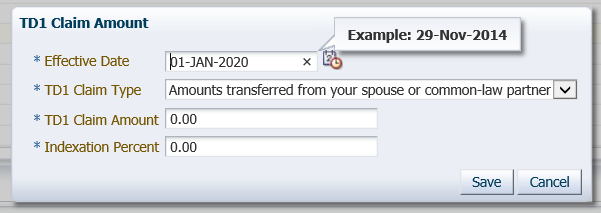 TD1 Claim Amount
Example: 29-Nov-2014
* Effective Date 01-JAN-2020 ×
* TD1 Claim Type Amounts transferred from your spouse or common-law partner
* TD1 Claim Amount 0.00
* Indexation Percent 0.00
Save Cancel